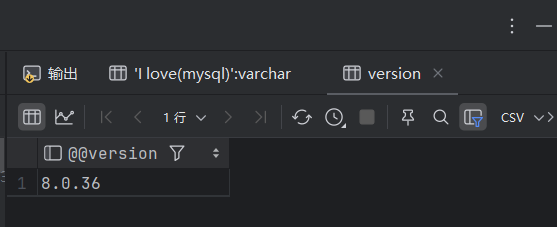 输出 'I love(mysql)':varchar version
1 行 CSV
@@version
1 8.0.36